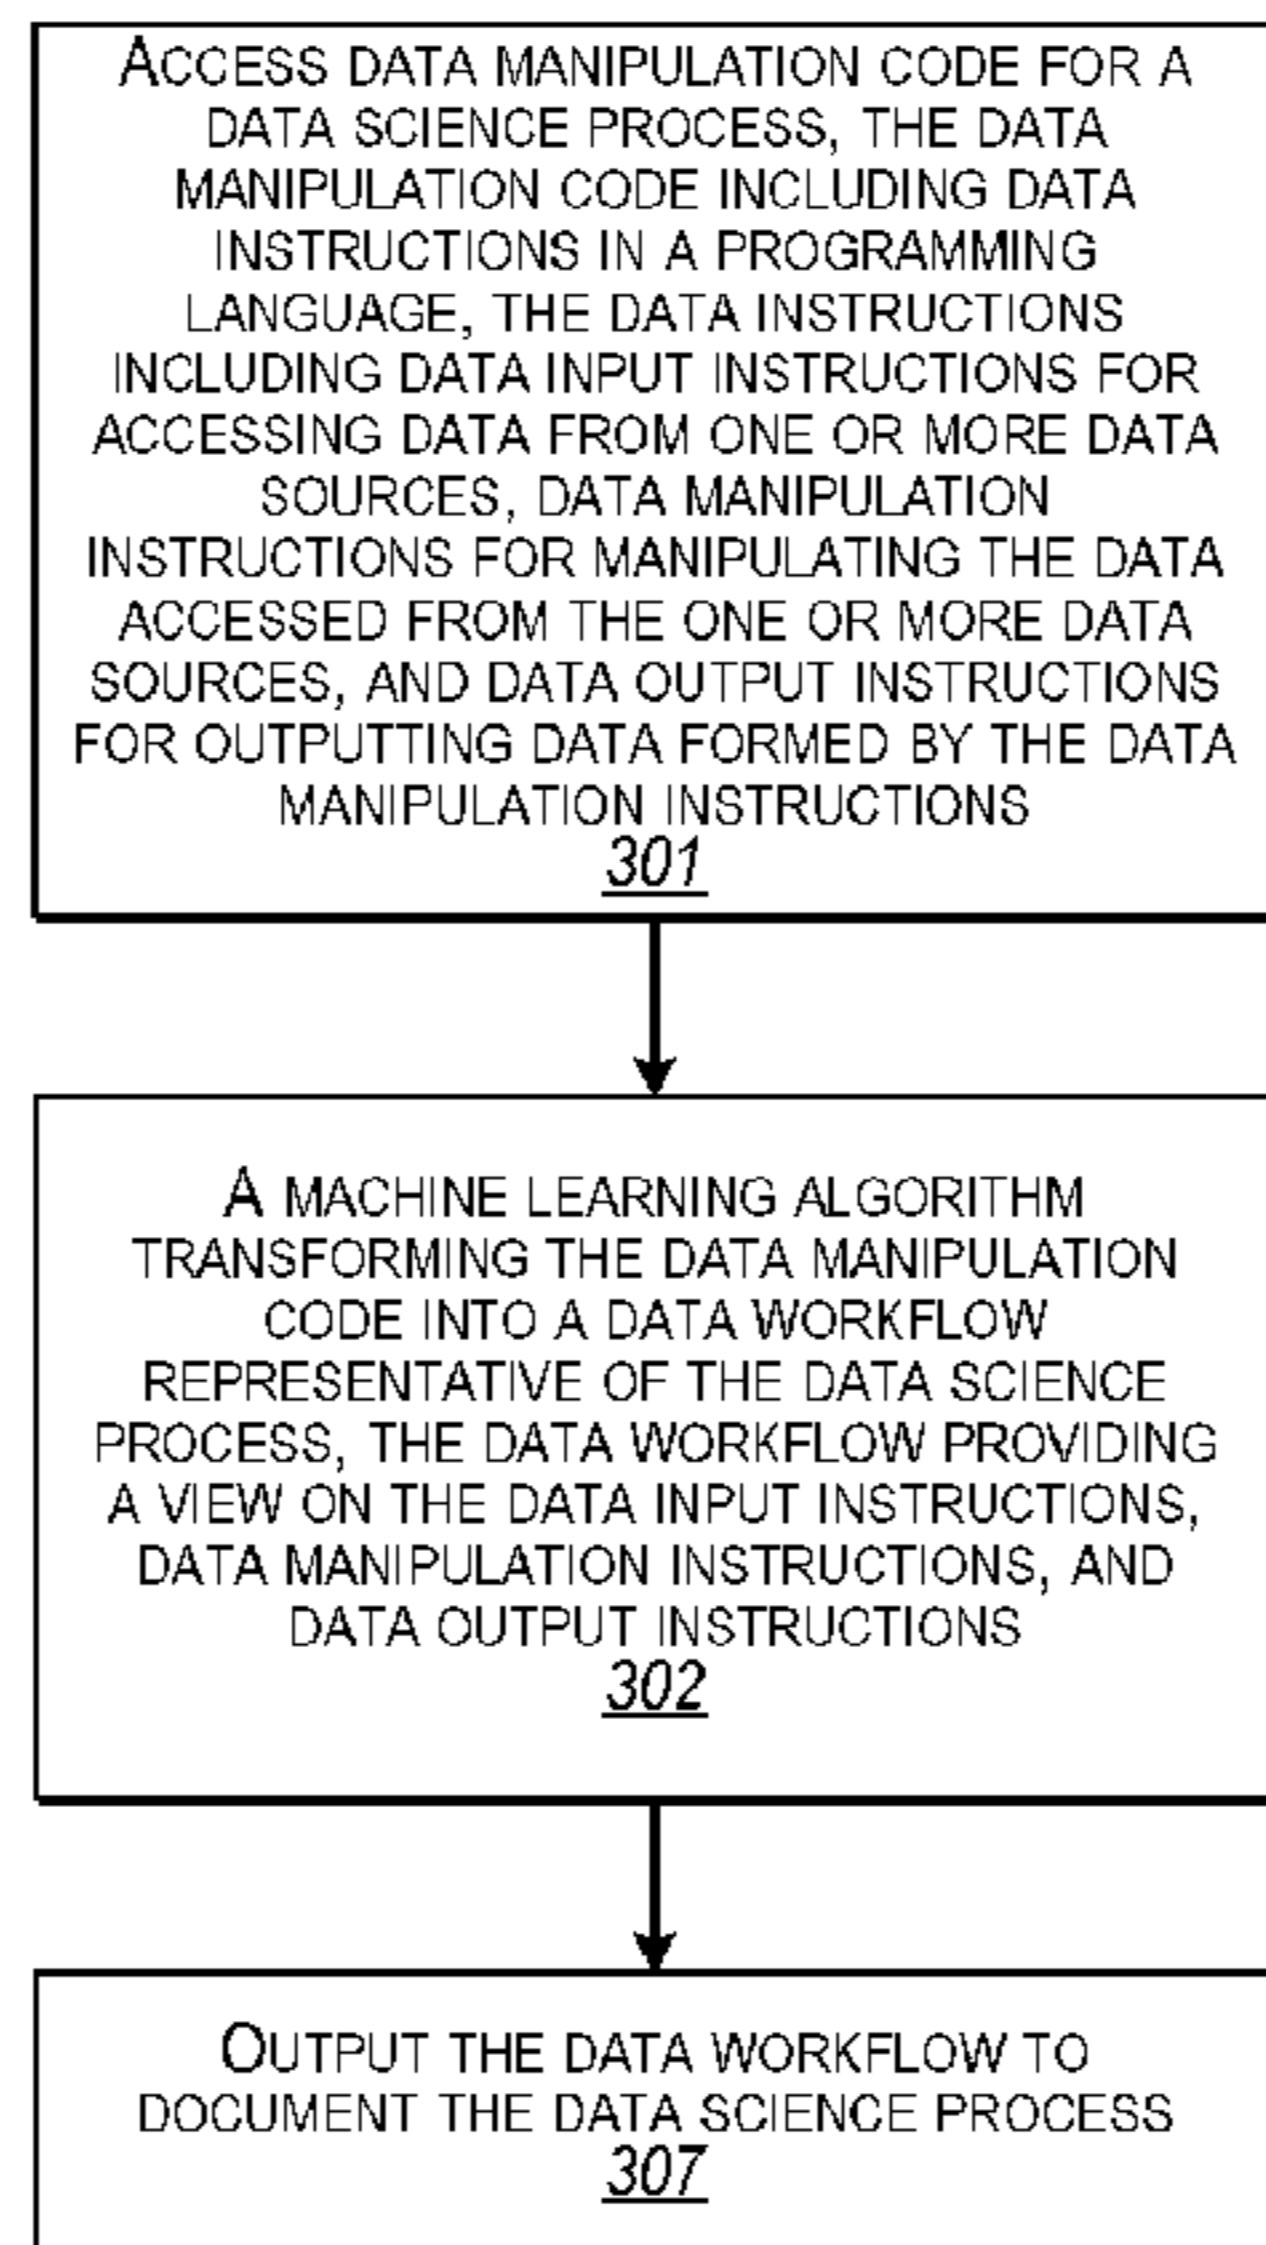 ACCESS DATA MANIPULATION CODE FOR A
DATA SCIENCE PROCESS, THE DATA
MANIPULATION CODE INCLUDING DATA
INSTRUCTIONS IN A PROGRAMMING
LANGUAGE, THE DATA INSTRUCTIONS
INCLUDING DATA INPUT INSTRUCTIONS FOR
ACCESSING DATA FROM ONE OR MORE DATA
SOURCES, DATA MANIPULATION
INSTRUCTIONS FOR MANIPULATING THE DATA
ACCESSED FROM THE ONE OR MORE DATA
SOURCES, AND DATA OUTPUT INSTRUCTIONS
FOR OUTPUTTING DATA FORMED BY THE DATA
MANIPULATION INSTRUCTIONS
301
A MACHINE LEARNING ALGORITHM
TRANSFORMING THE DATA MANIPULATION
CODE INTO A DATA WORKFLOW
REPRESENTATIVE OF THE DATA SCIENCE
PROCESS, THE DATA WORKFLOW PROVIDING
A VIEW ON THE DATA INPUT INSTRUCTIONS,
DATA MANIPULATION INSTRUCTIONS, AND
DATA OUTPUT INSTRUCTIONS
302
OUTPUT THE DATA WORKFLOW TO
DOCUMENT THE DATA SCIENCE PROCESS
307